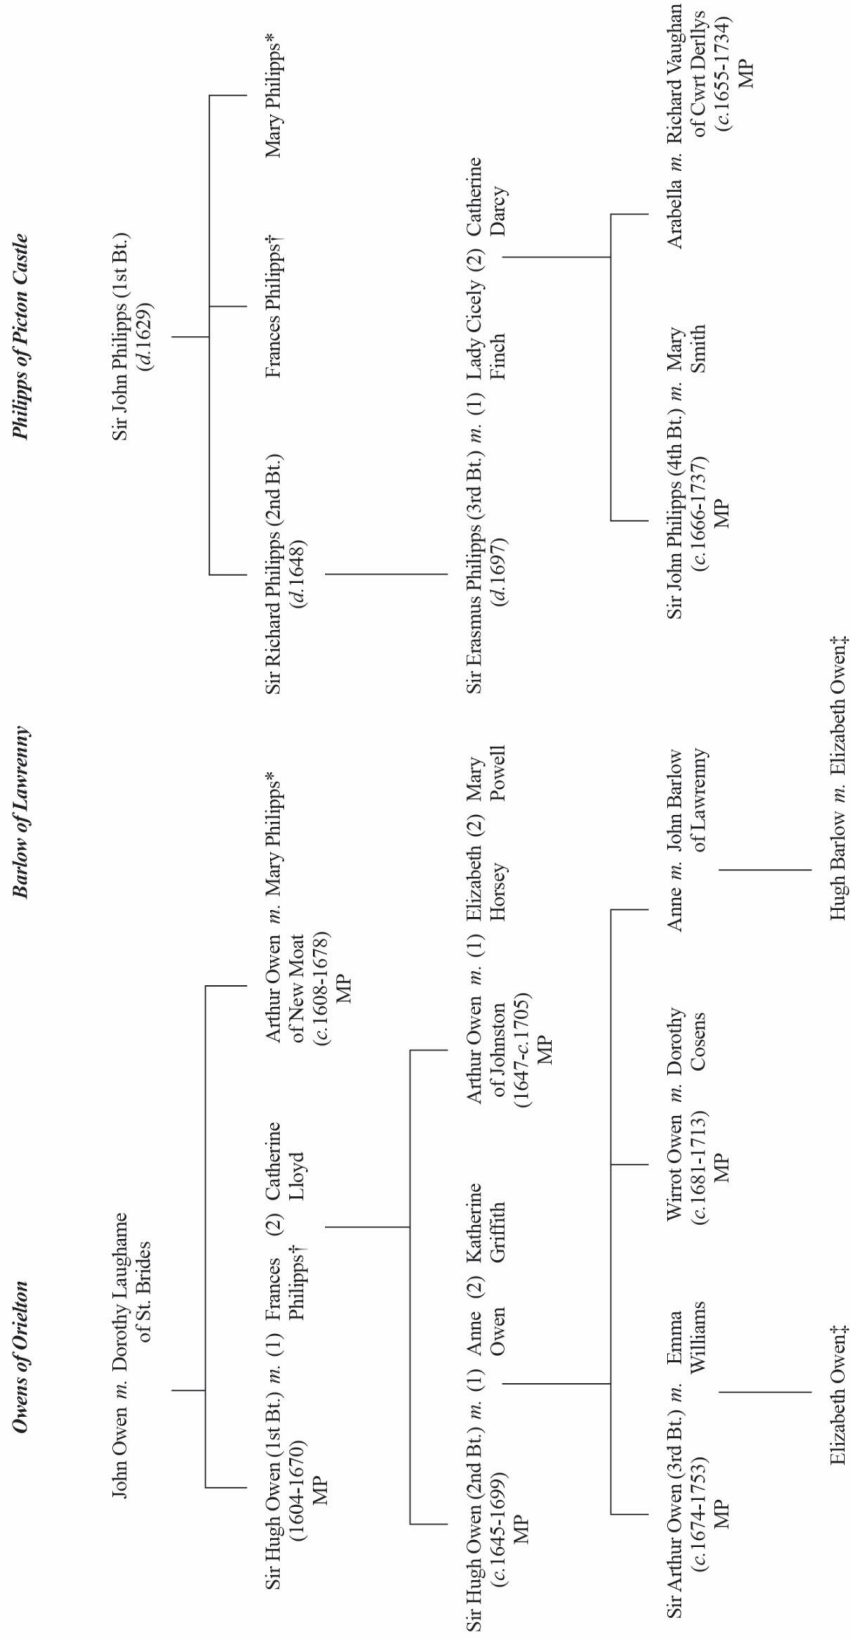 Owens of Orielton
Barlow of Lawrenny
Philipps of Picton Castle
John Owen m. Dorothy Laugharne
of St. Brides
Sir John Philipps (1st Bt.)
(d.1629)
Sir Hugh Owen (1st Bt.) m. (1) Frances (2) Catherine
(1604-1670) Philipps† Lloyd
MP
Arthur Owen m. Mary Philipps*
of New Moat
(c.1608-1678)
MP
Sir Richard Philipps (2nd Bt.)
(d.1648)
Frances Philipps†
Mary Philipps*
Sir Hugh Owen (2nd Bt.) m. (1) Anne (2) Katherine
(c.1645-1699) Owen Griffith
MP
Arthur Owen m. (1) Elizabeth (2) Mary
of Johnston Horsey Powell
(1647-c.1705)
MP
Sir Erasmus Philipps (3rd Bt.) m. (1) Lady Cicely (2) Catherine
(d.1697) Finch Darcy
Sir Arthur Owen (3rd Bt.) m. Emma
(c.1674-1753) Williams
MP
Wirrot Owen m. Dorothy
(c.1681-1713) Cosens
MP
Anne m. John Barlow
of Lawrenny
Sir John Philipps (4th Bt.) m. Mary
(c.1666-1737) Smith
MP
Arabella m. Richard Vaughan
of Cwrt Derllys
(c.1655-1734)
MP
Elizabeth Owen‡
Hugh Barlow m. Elizabeth Owen‡